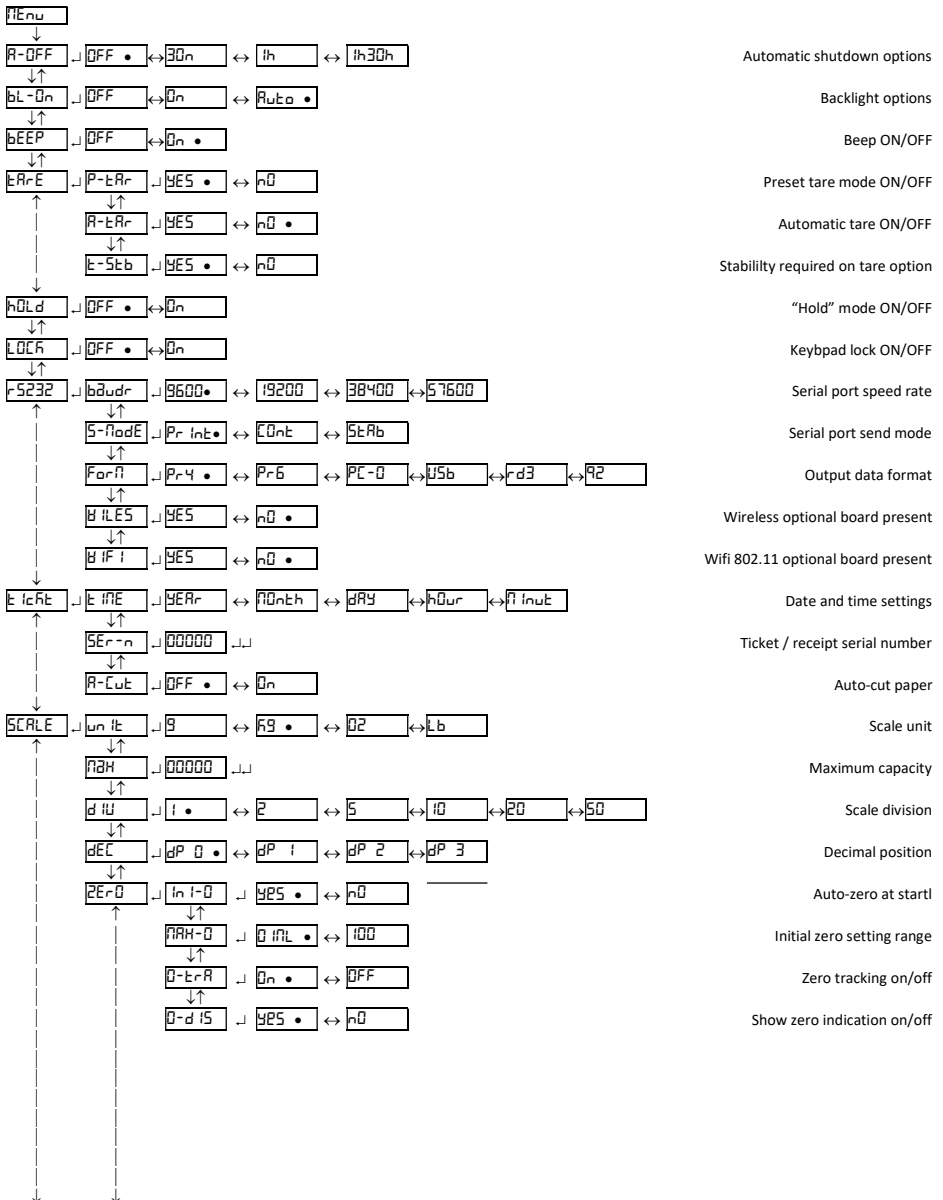 MEnu
A-OFF OFF • 30n 1h 1h30h Automatic shutdown options
bL-On OFF On Auto • Backlight options
bEEP OFF On • Beep ON/OFF
tArE P-tAr YES • nO Preset tare mode ON/OFF
A-tAr YES nO • Automatic tare ON/OFF
t-Stb YES • nO Stabililty required on tare option
hOLd OFF • On “Hold” mode ON/OFF
LOCK OFF • On Keybpad lock ON/OFF
rS232 baudr 9600• 19200 38400 57600 Serial port speed rate
S-ModE Print• COnt StAb Serial port send mode
ForM Pr4 • Pr6 PC-0 USb rd3 92 Output data format
WILES YES nO • Wireless optional board present
WIFI YES nO • Wifi 802.11 optional board present
tIcKt tIME YEAr MOnth dAY hOur MInut Date and time settings
SEr-n 00000 Ticket / receipt serial number
A-Cut OFF • On Auto-cut paper
SCALE unIt g Kg • OZ Lb Scale unit
MaX 00000 Maximum capacity
dIV 1 • 2 5 10 20 50 Scale division
dEC dP 0 • dP 1 dP 2 dP 3 Decimal position
ZErO InI-0 YES • nO Auto-zero at startl
MAX-0 OIML • 100 Initial zero setting range
0-trA On • OFF Zero tracking on/off
0-dIS YES • nO Show zero indication on/off